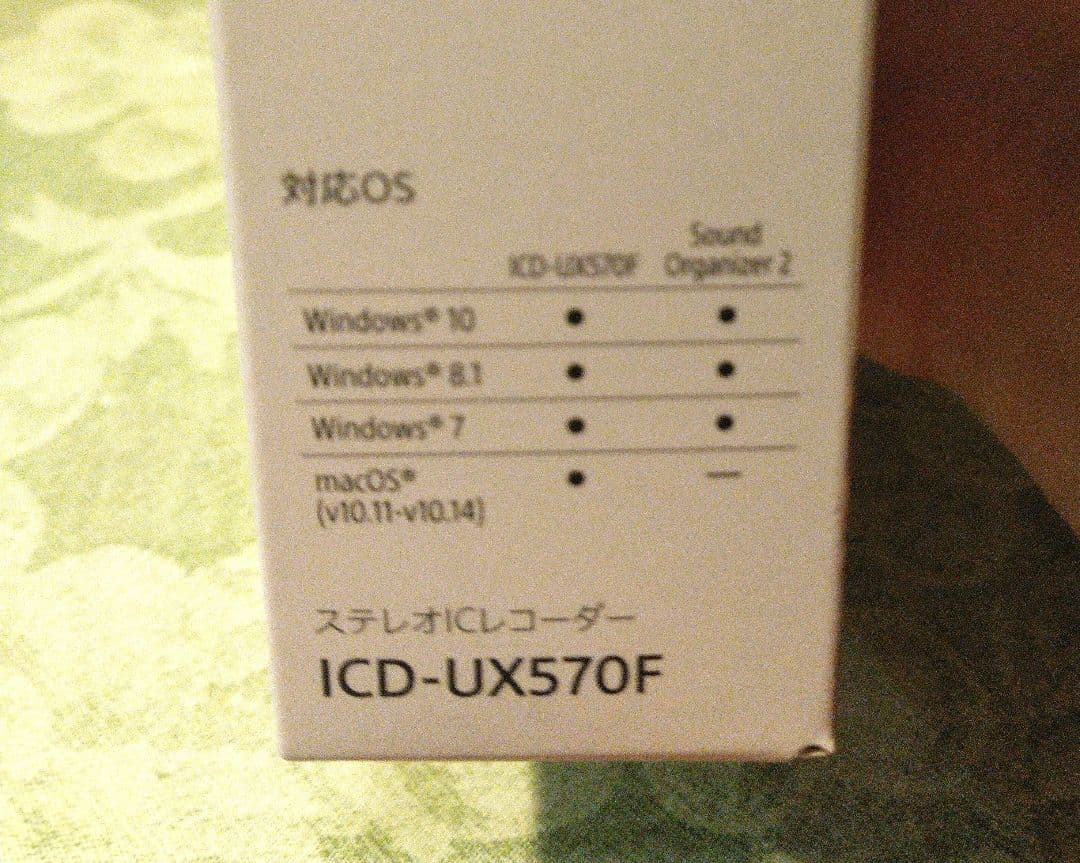 対応OS
ICD-UX570F Sound Organizer 2
Windows® 10 ● ●
Windows® 8.1 ● ●
Windows® 7 ● ●
macOS® ● —
(v10.11-v10.14)
ステレオICレコーダー
ICD-UX570F